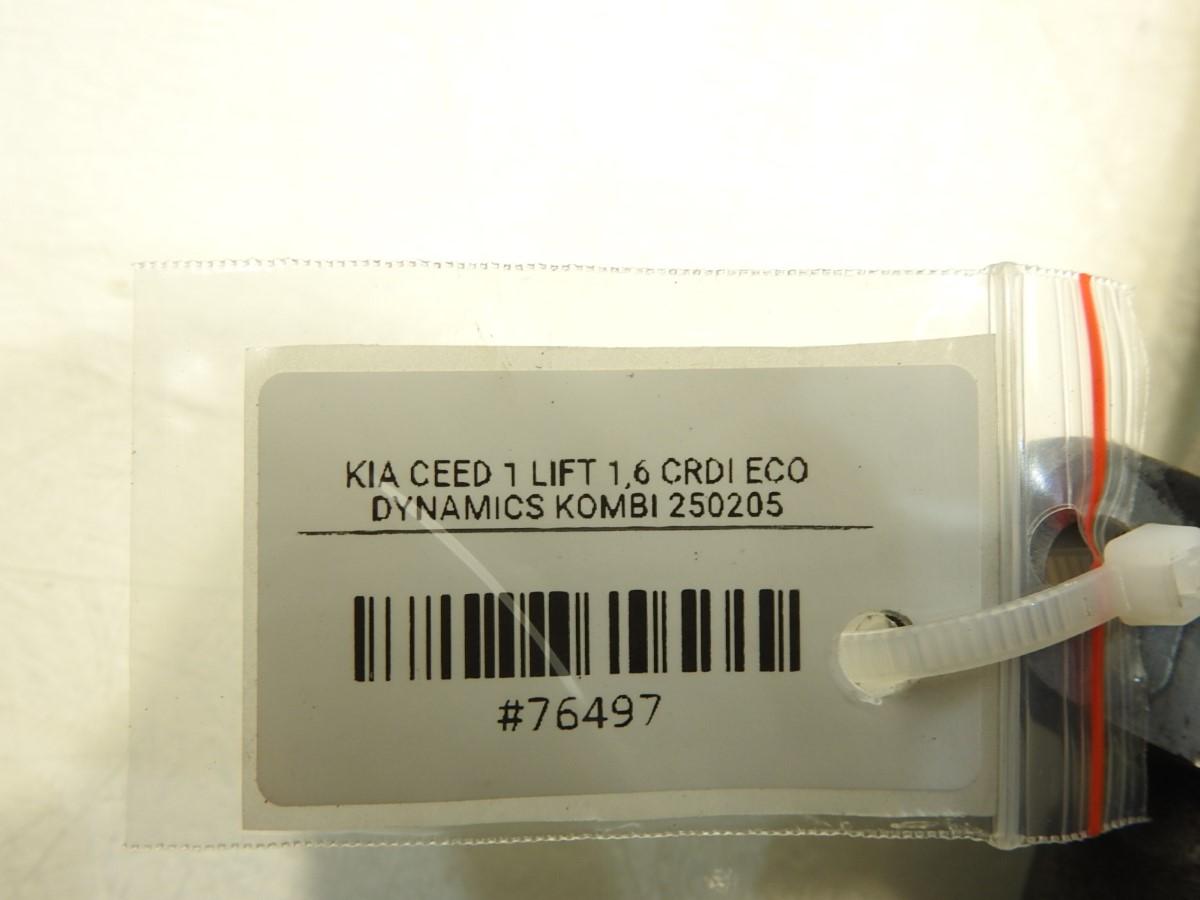 KIA CEED 1 LIFT 1,6 CRDI ECO
DYNAMICS KOMBI 250205
#76497